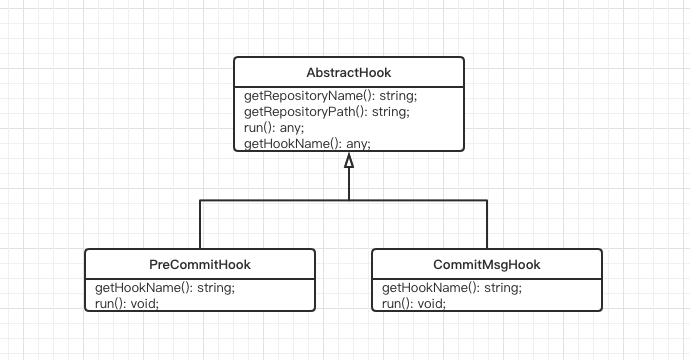 AbstractHook
getRepositoryName(): string;
getRepositoryPath(): string;
run(): any;
getHookName(): any;
PreCommitHook
getHookName(): string;
run(): void;
CommitMsgHook
getHookName(): string;
run(): void;